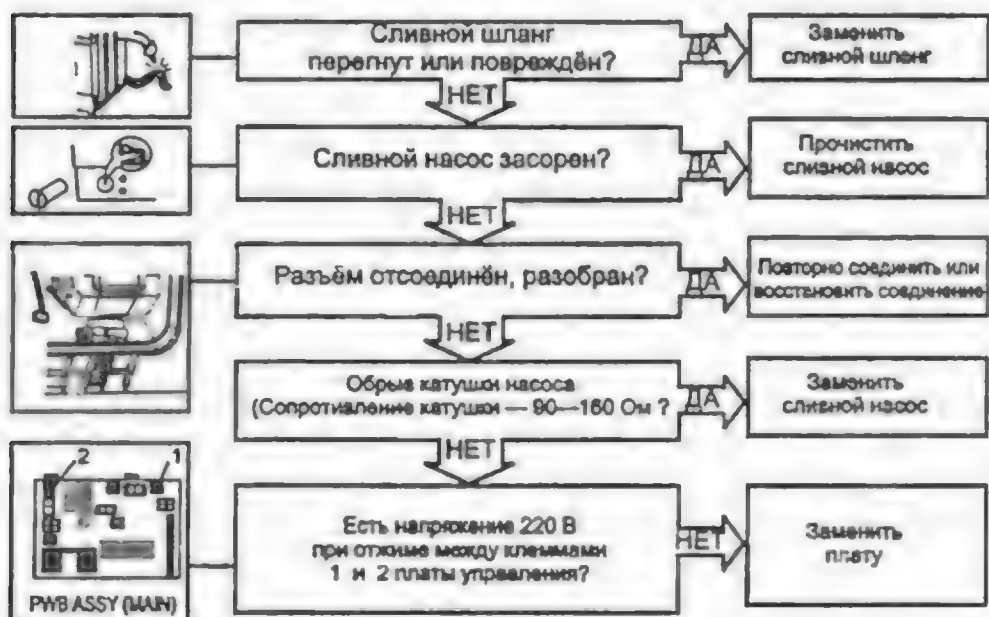 Сливной шланг
перегнут или повреждён?
ДА
Заменить
сливной шланг
НЕТ
Сливной насос засорен?
ДА
Прочистить
сливной насос
НЕТ
Разъём отсоединён, разобран?
ДА
Повторно соединить или
восстановить соединение
НЕТ
Обрыв катушки насоса
(Сопротивление катушки — 90—160 Ом ?
ДА
Заменить
сливной насос
НЕТ
2
1
PWB ASSY (MAIN)
Есть напряжение 220 В
при отжиме между клеммами
1 и 2 платы управления?
НЕТ
Заменить
плату